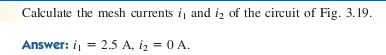 Calculate the mesh currents i₁ and i₂ of the circuit of Fig. 3.19.
Answer: i₁ = 2.5 A, i₂ = 0 A.